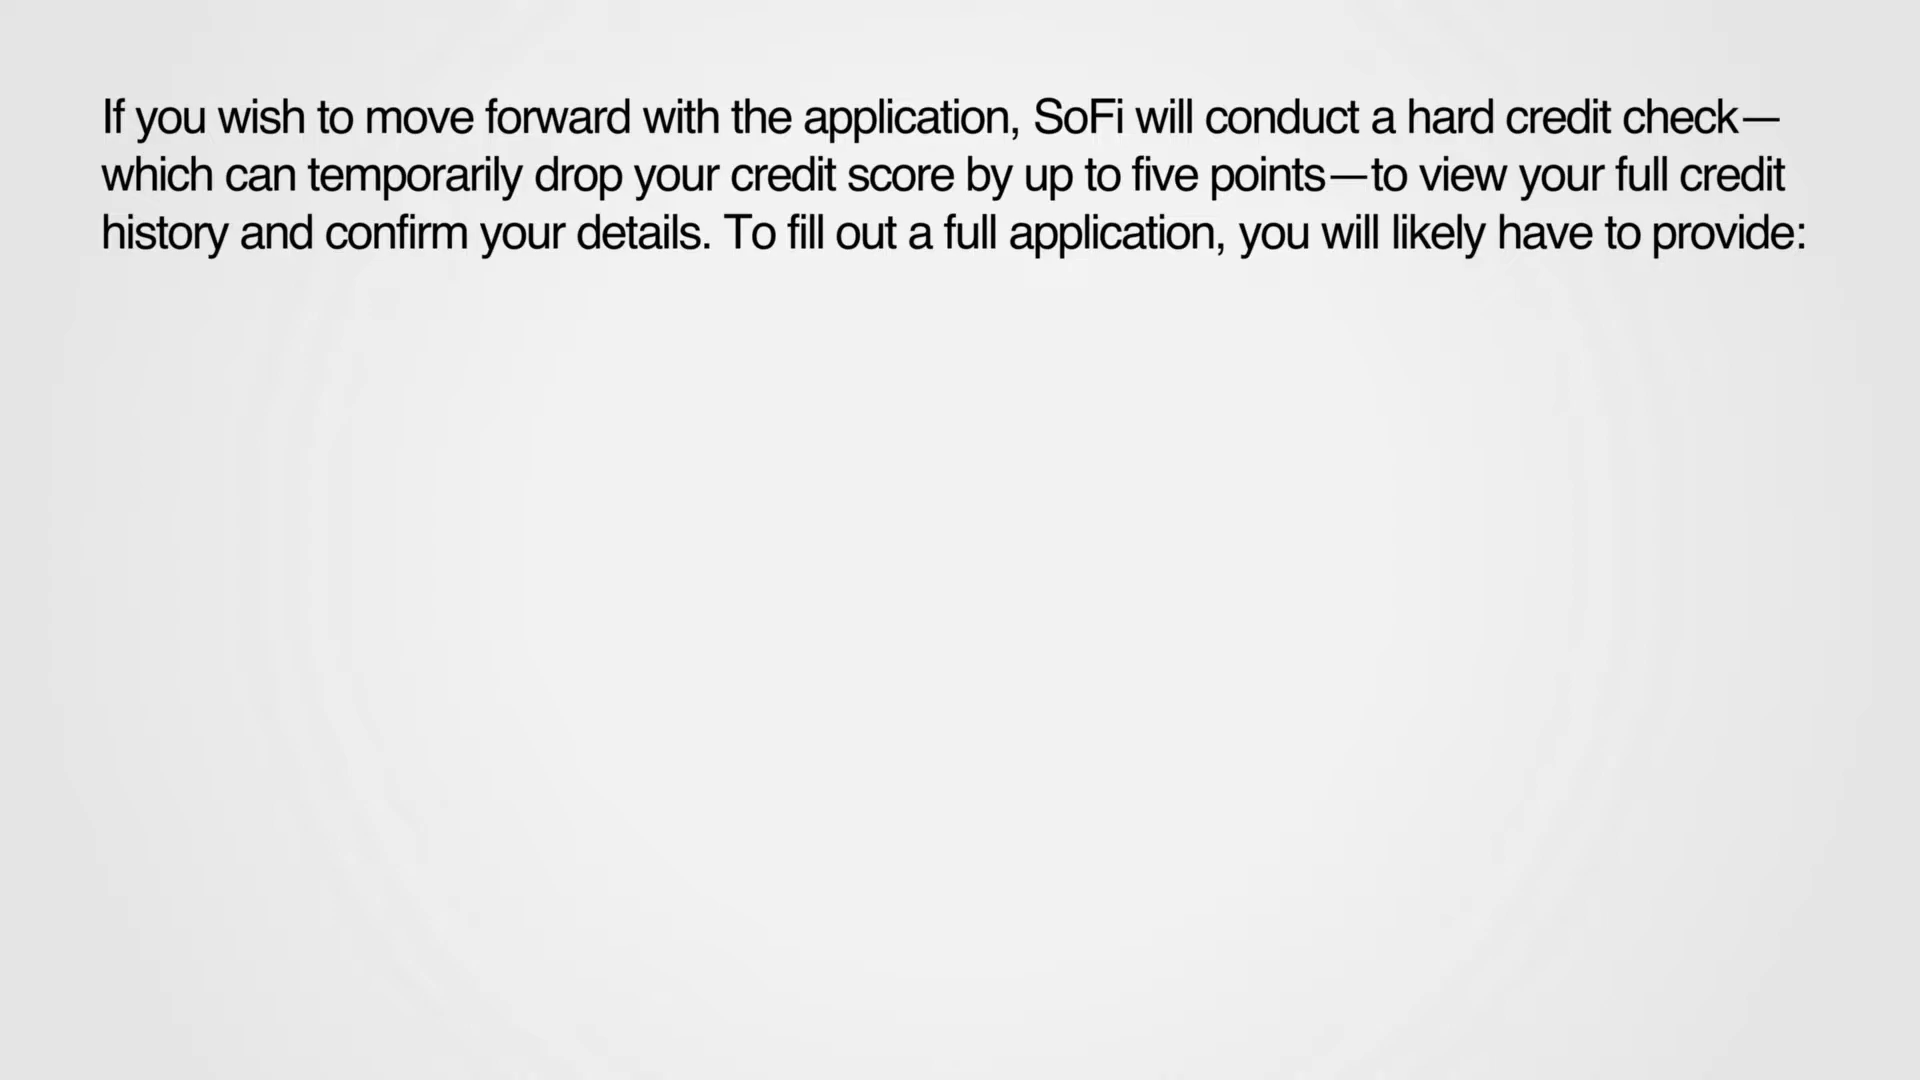 If you wish to move forward with the application, SoFi will conduct a hard credit check—
which can temporarily drop your credit score by up to five points—to view your full credit
history and confirm your details. To fill out a full application, you will likely have to provide: